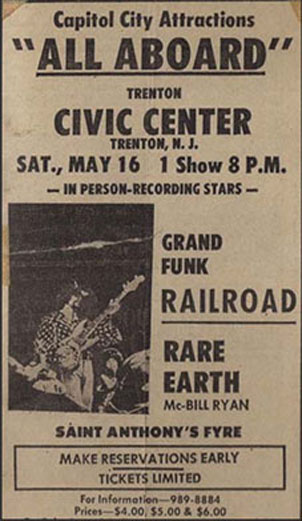 Capitol City Attractions
"ALL ABOARD"
TRENTON
CIVIC CENTER
TRENTON, N. J.
SAT., MAY 16 1 Show 8 P.M.
— IN PERSON-RECORDING STARS —
GRAND
FUNK
RAILROAD
RARE
EARTH
Mc-BILL RYAN
SAINT ANTHONY'S FYRE
MAKE RESERVATIONS EARLY
TICKETS LIMITED
For Information—989-8884
Prices—$4.00, $5.00 & $6.00